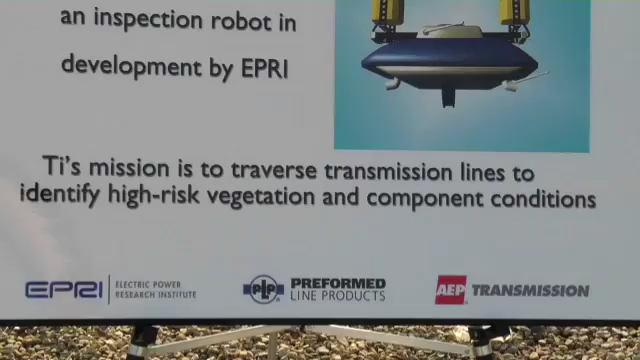 an inspection robot in
development by EPRI
Ti's mission is to traverse transmission lines to
identify high-risk vegetation and component conditions
EPRI ELECTRIC POWER
RESEARCH INSTITUTE
PLP PREFORMED
LINE PRODUCTS
AEP TRANSMISSION